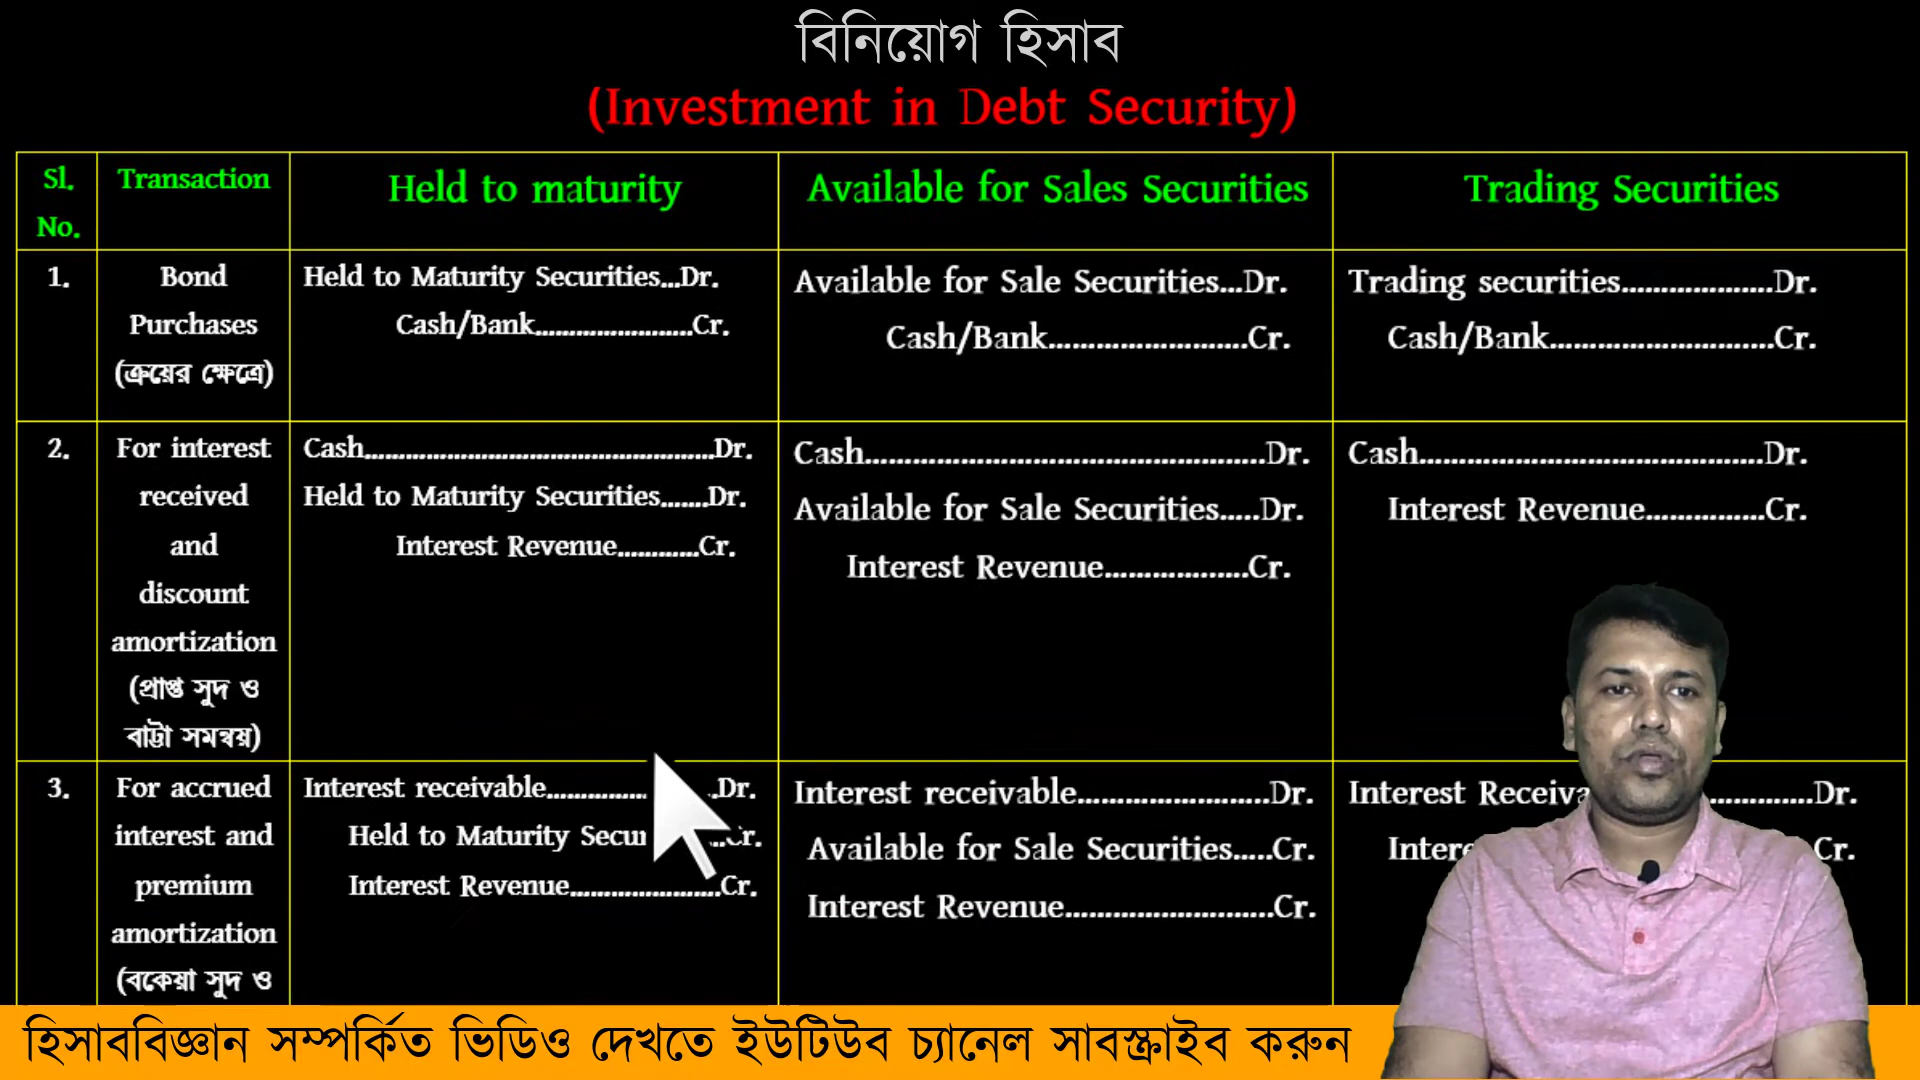 বিনিয়োগ হিসাব
(Investment in Debt Security)
Sl. No.
Transaction
Held to maturity
Available for Sales Securities
Trading Securities
1.
Bond
Purchases
(ক্রয়ের ক্ষেত্রে)
Held to Maturity Securities...Dr.
Cash/Bank.......................Cr.
Available for Sale Securities...Dr.
Cash/Bank.........................Cr.
Trading securities...................Dr.
Cash/Bank............................Cr.
2.
For interest
received
and
discount
amortization
(প্রাপ্ত সুদ ও
বাট্টা সমন্বয়)
Cash....................................................Dr.
Held to Maturity Securities.......Dr.
Interest Revenue............Cr.
Cash..................................................Dr.
Available for Sale Securities.....Dr.
Interest Revenue..................Cr.
Cash...........................................Dr.
Interest Revenue...............Cr.
3.
For accrued
interest and
premium
amortization
(বকেয়া সুদ ও
Interest receivable...............Dr.
Held to Maturity ...Cr.
Interest Revenue......................Cr.
Interest receivable........................Dr.
Available for Sale Securities.....Cr.
Interest Revenue..........................Cr.
Interest .............Dr.
Cr.
হিসাববিজ্ঞান সম্পর্কিত ভিডিও দেখতে ইউটিউব চ্যানেল সাবস্ক্রাইব করুন